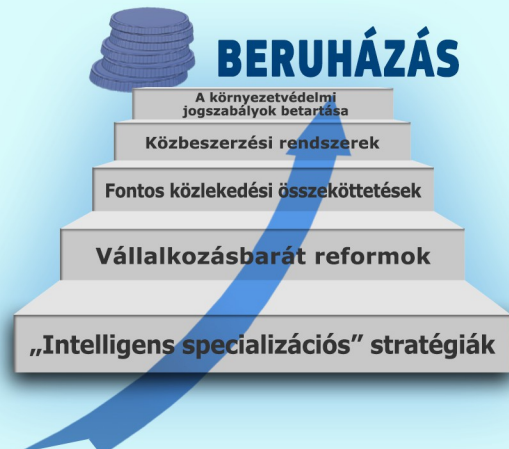 BERUHÁZÁS
A környezetvédelmi
jogszabályok betartása
Közbeszerzési rendszerek
Fontos közlekedési összeköttetések
Vállalkozásbarát reformok
„Intelligens specializációs” stratégiák